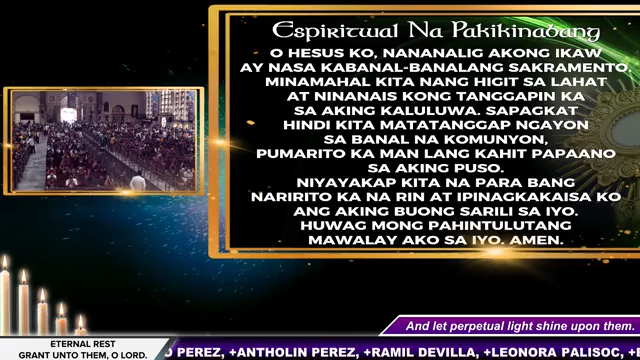 Espiritwal Na Pakikinabang
O HESUS KO, NANANALIG AKONG IKAW
AY NASA KABANAL-BANALANG SAKRAMENTO.
MINAMAHAL KITA NANG HIGIT SA LAHAT
AT NINANAIS KONG TANGGAPIN KA
SA AKING KALULUWA. SAPAGKAT
HINDI KITA MATATANGGAP NGAYON
SA BANAL NA KOMUNYON,
PUMARITO KA MAN LANG KAHIT PAPAANO
SA AKING PUSO.
NIYAYAKAP KITA NA PARA BANG
NARIRITO KA NA RIN AT IPINAGKAKAISA KO
ANG AKING BUONG SARILI SA IYO.
HUWAG MONG PAHINTULUTANG
MAWALAY AKO SA IYO. AMEN.
And let perpetual light shine upon them.
ETERNAL REST
GRANT UNTO THEM, O LORD.
O PEREZ, +ANTHOLIN PEREZ, +RAMIL DEVILLA, +LEONORA PALISOC,